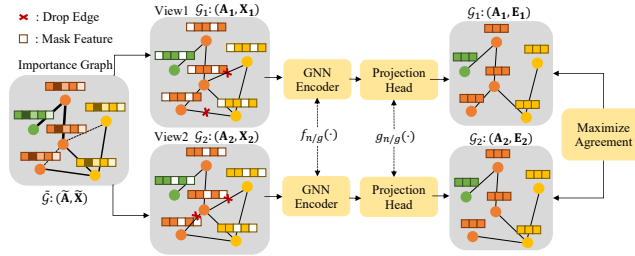 : Drop Edge
: Mask Feature
Importance Graph
𝒢̃: (Ã, X̃)
View1 𝒢₁: (A₁, X₁)
View2 𝒢₂: (A₂, X₂)
GNN
Encoder
Projection
Head
fn/g(·)
gn/g(·)
GNN
Encoder
Projection
Head
𝒢₁: (A₁, E₁)
𝒢₂: (A₂, E₂)
Maximize
Agreement